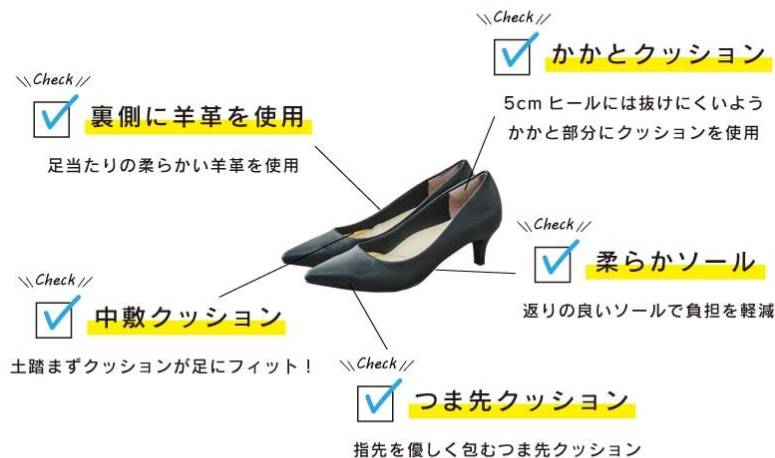 Check
かかとクッション
5cmヒールには抜けにくいよう
かかと部分にクッションを使用
Check
裏側に羊革を使用
足当たりの柔らかい羊革を使用
Check
柔らかソール
返りの良いソールで負担を軽減
Check
中敷クッション
土踏まずクッションが足にフィット!
Check
つま先クッション
指先を優しく包むつま先クッション